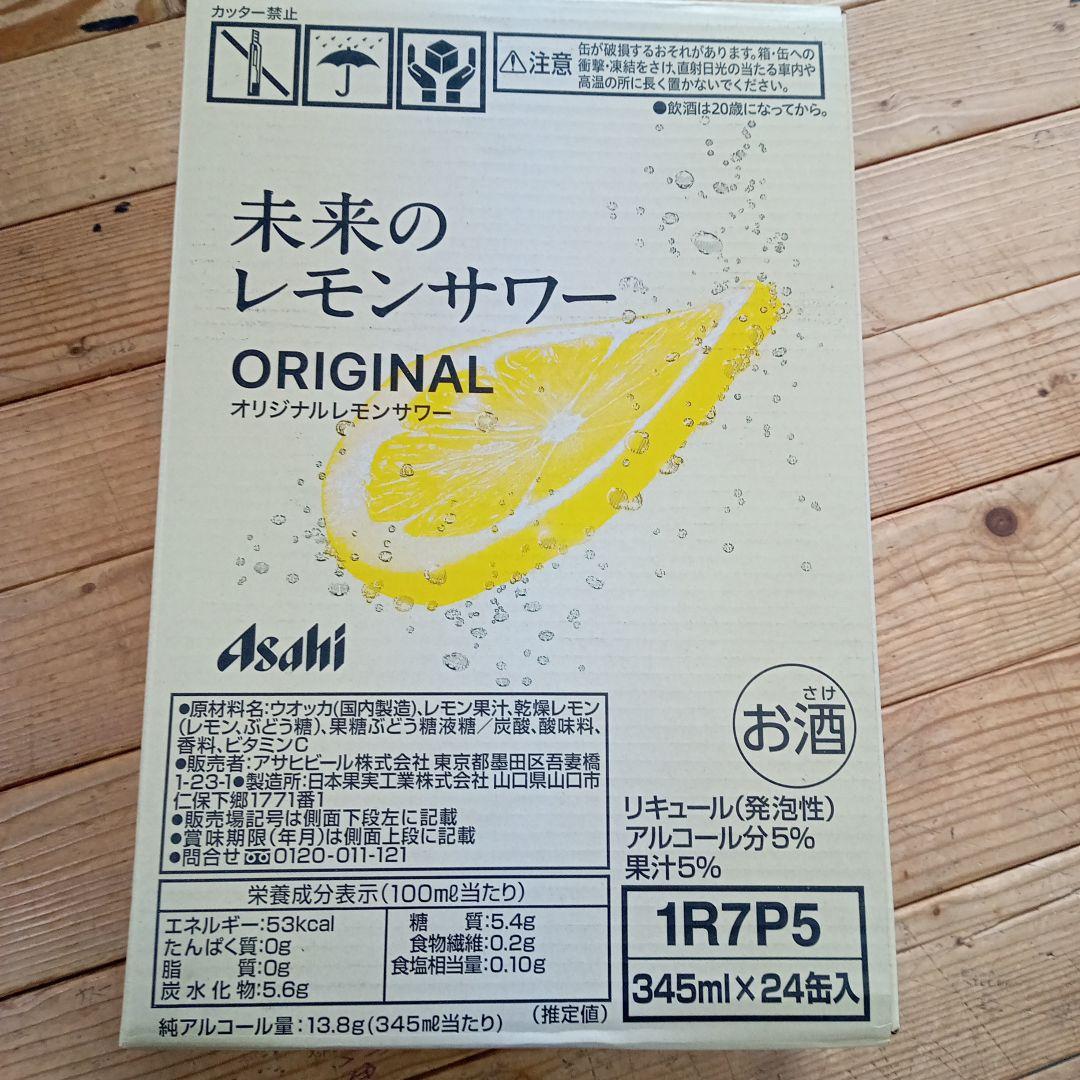 カッター禁止
⚠注意
缶が破損するおそれがあります。箱・缶への
衝撃・凍結をさけ、直射日光の当たる車内や
高温の所に長く置かないでください。
●飲酒は20歳になってから。
未来の
レモンサワー
ORIGINAL
オリジナルレモンサワー
Asahi
●原材料名:ウオッカ(国内製造)、レモン果汁、乾燥レモン
(レモン、ぶどう糖)、果糖ぶどう糖液糖／炭酸、酸味料、
香料、ビタミンC
●販売者:アサヒビール株式会社 東京都墨田区吾妻橋
1-23-1●製造所:日本果実工業株式会社 山口県山口市
仁保下郷1771番1
●販売場記号は側面下段左に記載
●賞味期限(年月)は側面上段に記載
●問合せ 0120-011-121
さけ
お酒
リキュール(発泡性)
アルコール分5%
果汁5%
栄養成分表示(100mℓ当たり)
エネルギー:53kcal
たんぱく質:0g
脂質:0g
炭水化物:5.6g
糖質:5.4g
食物繊維:0.2g
食塩相当量:0.10g
純アルコール量:13.8g(345mℓ当たり)
(推定値)
1R7P5
345ml×24缶入